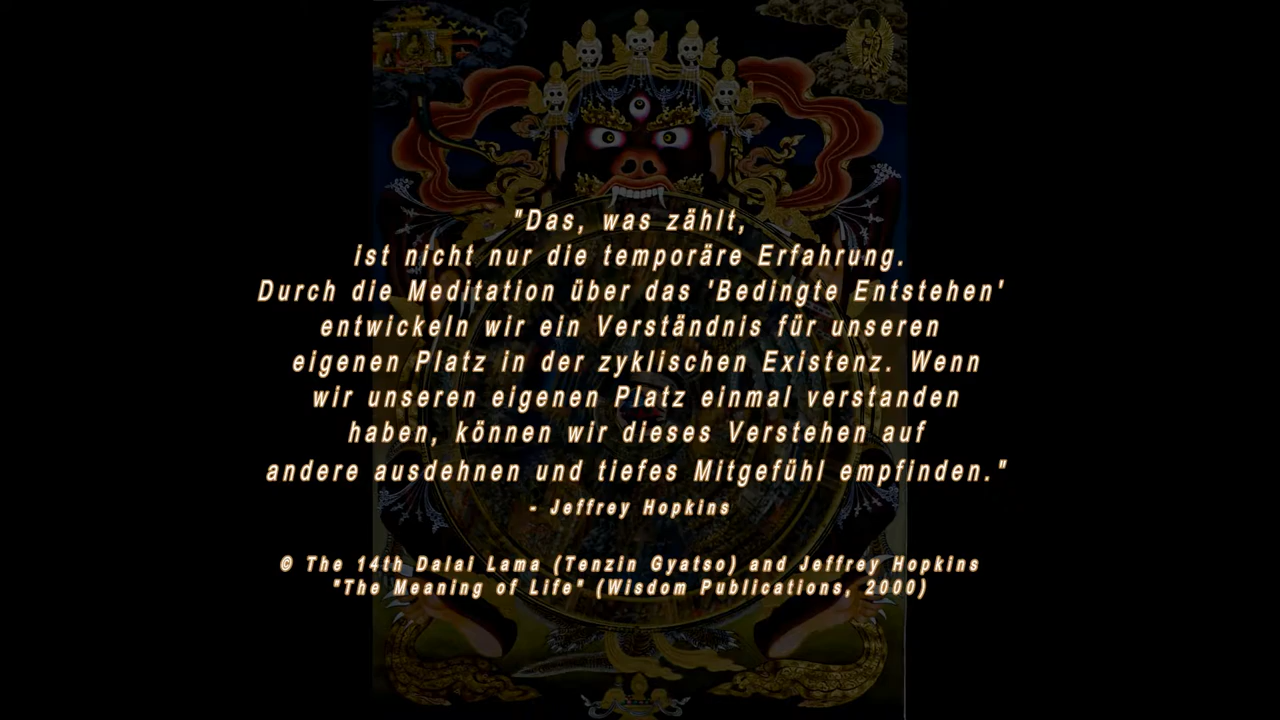 "Das, was zählt,
ist nicht nur die temporäre Erfahrung.
Durch die Meditation über das 'Bedingte Entstehen'
entwickeln wir ein Verständnis für unseren
eigenen Platz in der zyklischen Existenz. Wenn
wir unseren eigenen Platz einmal verstanden
haben, können wir dieses Verstehen auf
andere ausdehnen und tiefes Mitgefühl empfinden."
- Jeffrey Hopkins
© The 14th Dalai Lama (Tenzin Gyatso) and Jeffrey Hopkins
"The Meaning of Life" (Wisdom Publications, 2000)